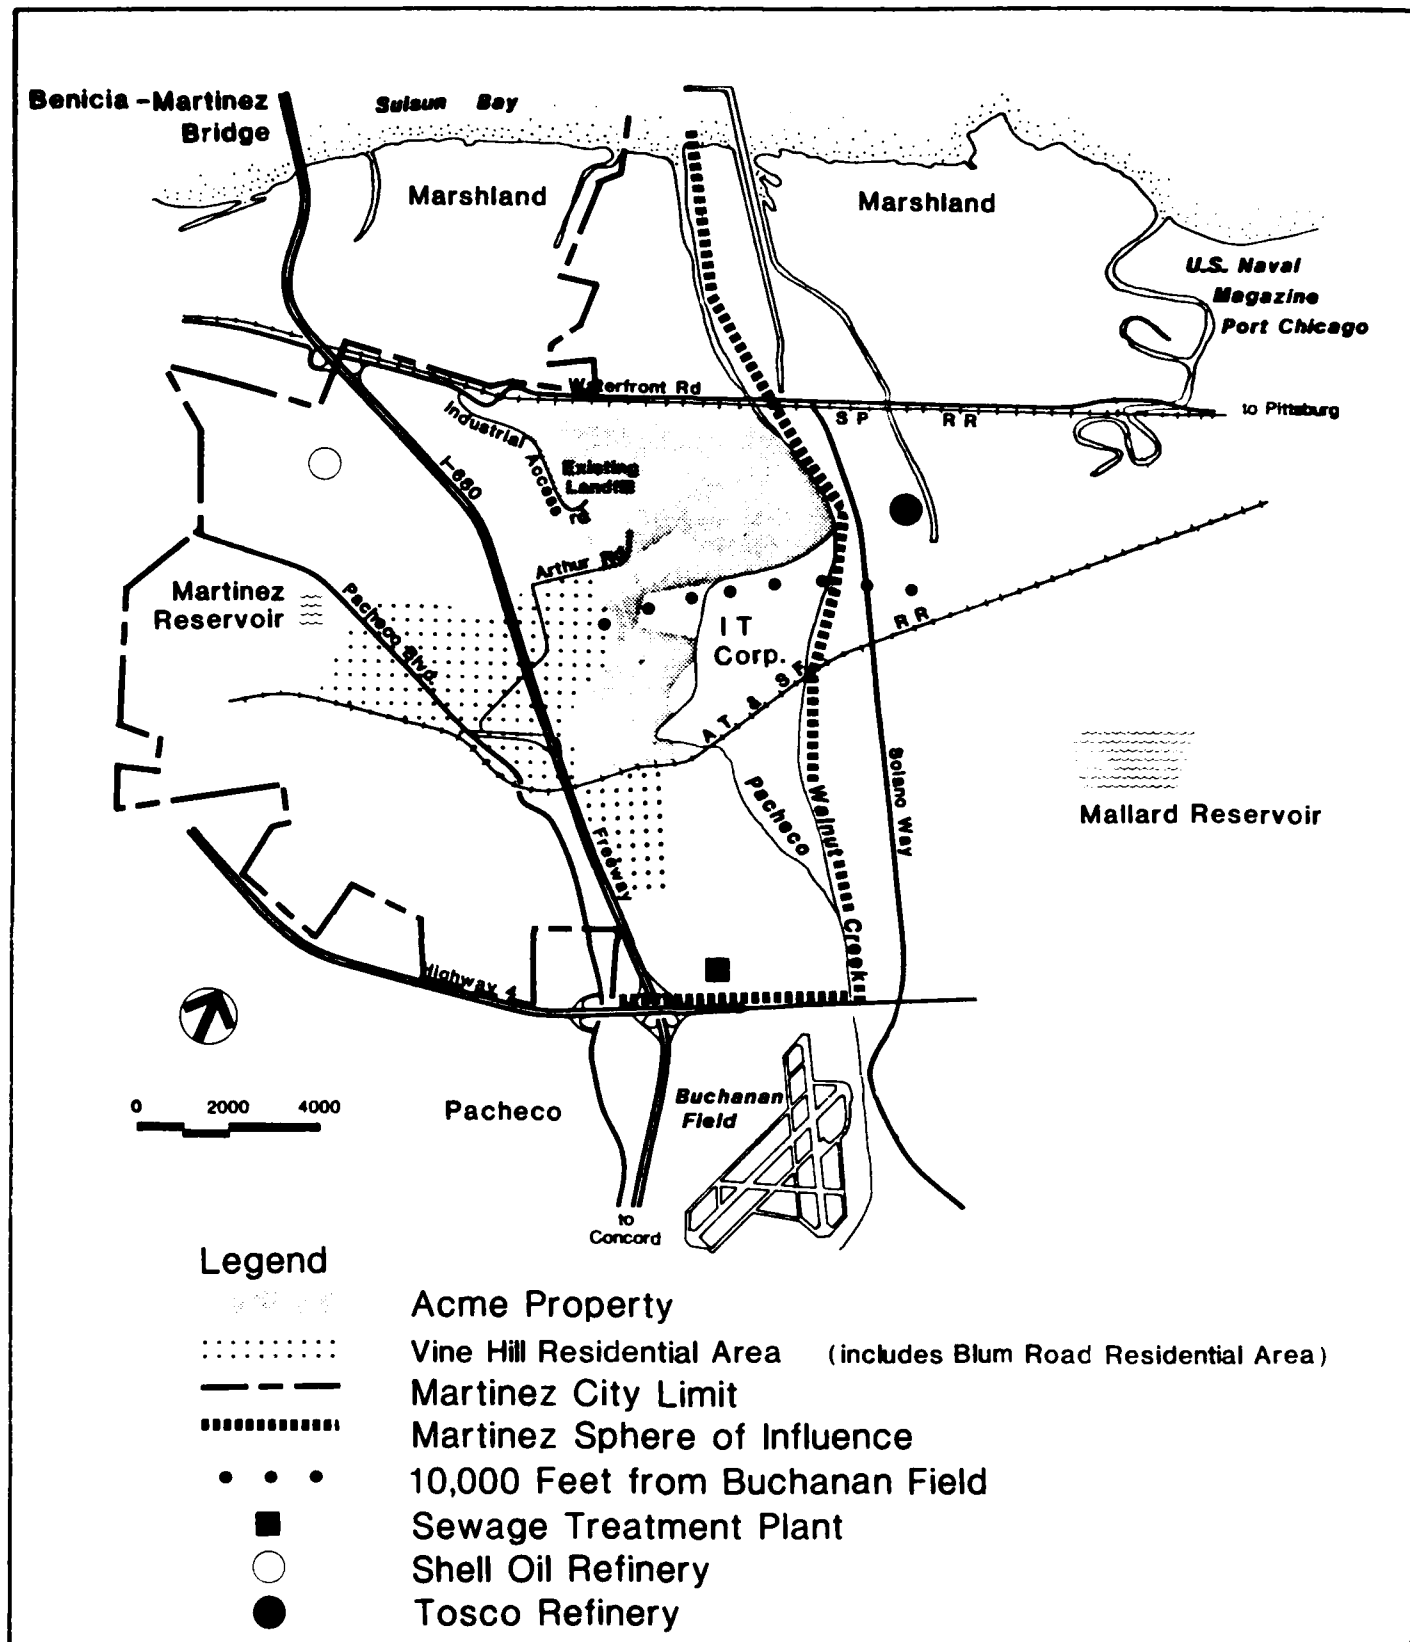 Benicia-Martinez
Bridge
Suisun Bay
Marshland
Marshland
U.S. Naval
Magazine
Port Chicago
Waterfront Rd
S P R R
to Pittsburg
Industrial Access rd.
I-680
Existing
Landfill
Arthur Rd.
Martinez
Reservoir
Pacheco Blvd.
I T
Corp.
A T & S F R R
Solano Way
Pacheco
Walnut Creek
Mallard Reservoir
Freeway
Highway 4
0 2000 4000
Pacheco
Buchanan
Field
to
Concord
Legend
Acme Property
Vine Hill Residential Area (includes Blum Road Residential Area)
Martinez City Limit
Martinez Sphere of Influence
10,000 Feet from Buchanan Field
Sewage Treatment Plant
Shell Oil Refinery
Tosco Refinery